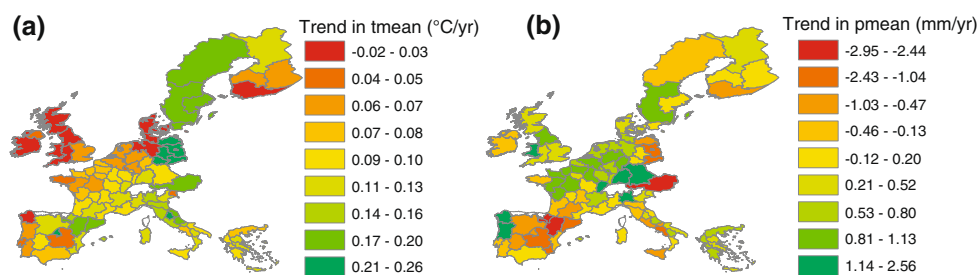 (a)
Trend in tmean (°C/yr)
-0.02 - 0.03
0.04 - 0.05
0.06 - 0.07
0.07 - 0.08
0.09 - 0.10
0.11 - 0.13
0.14 - 0.16
0.17 - 0.20
0.21 - 0.26
(b)
Trend in pmean (mm/yr)
-2.95 - -2.44
-2.43 - -1.04
-1.03 - -0.47
-0.46 - -0.13
-0.12 - 0.20
0.21 - 0.52
0.53 - 0.80
0.81 - 1.13
1.14 - 2.56